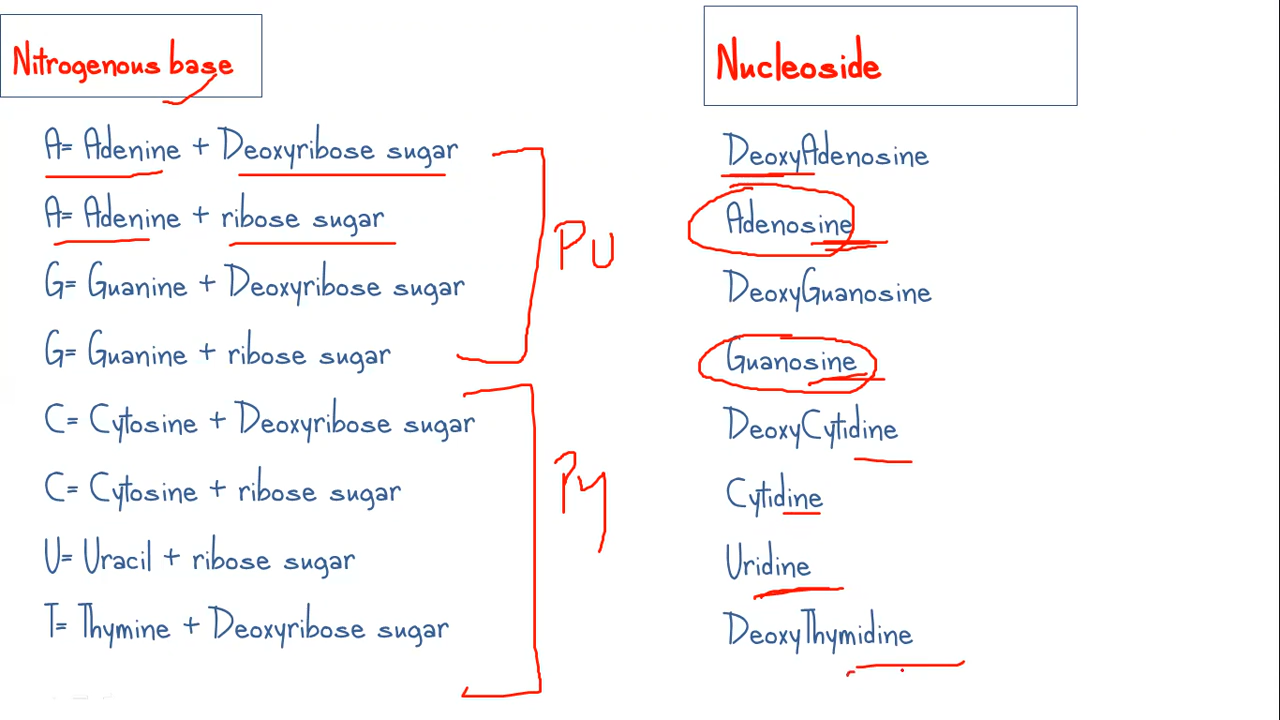 Nitrogenous base
Nucleoside
A= Adenine + Deoxyribose sugar
DeoxyAdenosine
A= Adenine + ribose sugar
Adenosine
PU
G= Guanine + Deoxyribose sugar
DeoxyGuanosine
G= Guanine + ribose sugar
Guanosine
C= Cytosine + Deoxyribose sugar
DeoxyCytidine
C= Cytosine + ribose sugar
Cytidine
Py
U= Uracil + ribose sugar
Uridine
T= Thymine + Deoxyribose sugar
DeoxyThymidine